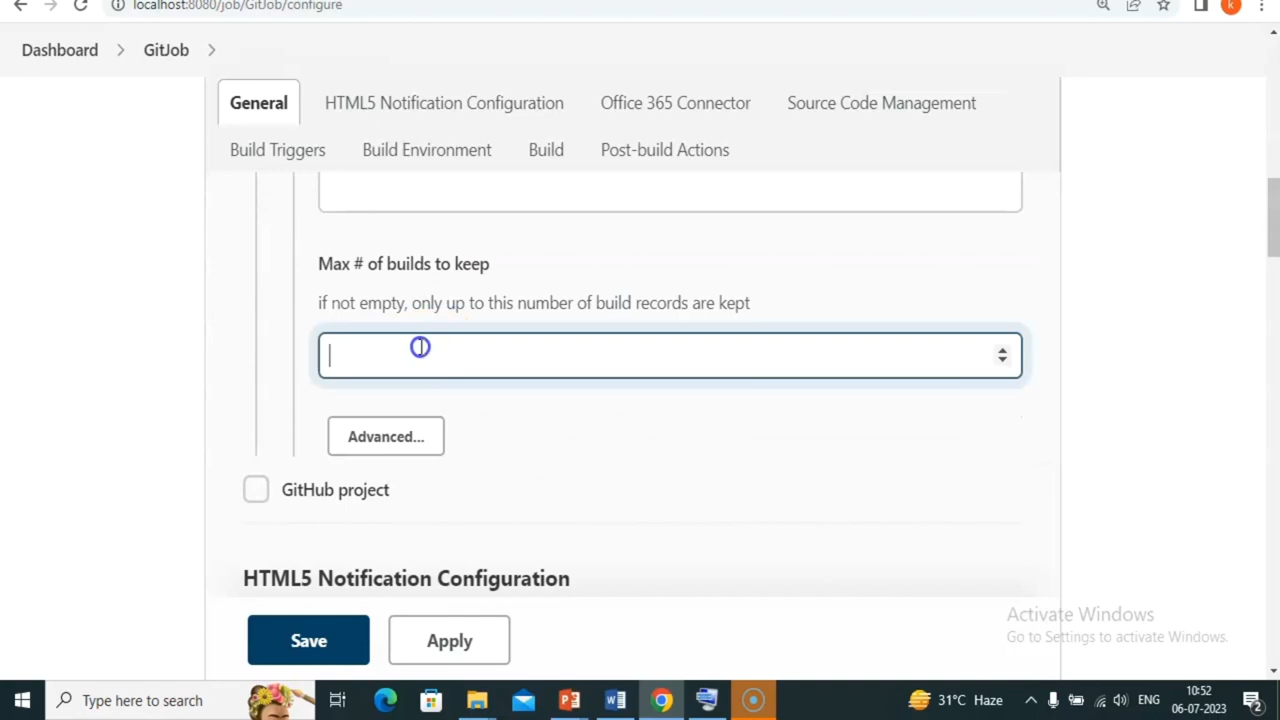 localhost:8080/job/GitJob/configure
k
Dashboard > GitJob >
General HTML5 Notification Configuration Office 365 Connector Source Code Management
Build Triggers Build Environment Build Post-build Actions
Max # of builds to keep
if not empty, only up to this number of build records are kept
Advanced...
GitHub project
HTML5 Notification Configuration
Save Apply
Activate Windows
Go to Settings to activate Windows.
Type here to search 31°C Haze ENG 10:52
06-07-2023 2